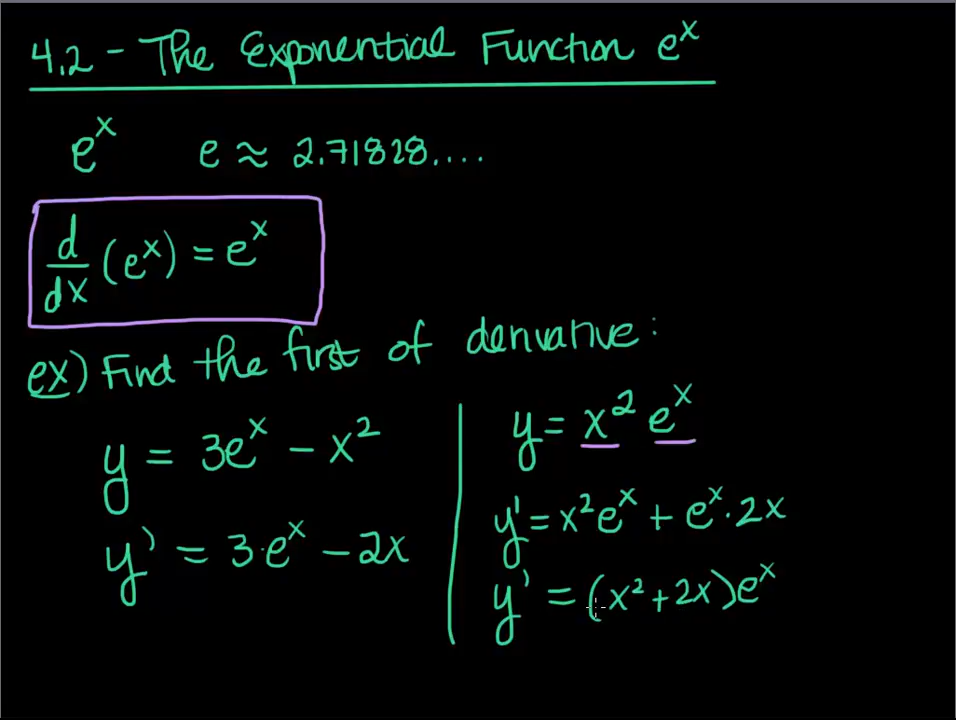 4.2 - The Exponential Function e^x
e^x e ≈ 2.71828....
d/dx (e^x) = e^x
ex) Find the first of derivative:
y = 3e^x - x^2
y' = 3·e^x - 2x
y = x^2 e^x
y' = x^2 e^x + e^x · 2x
y' = (x^2 + 2x)e^x